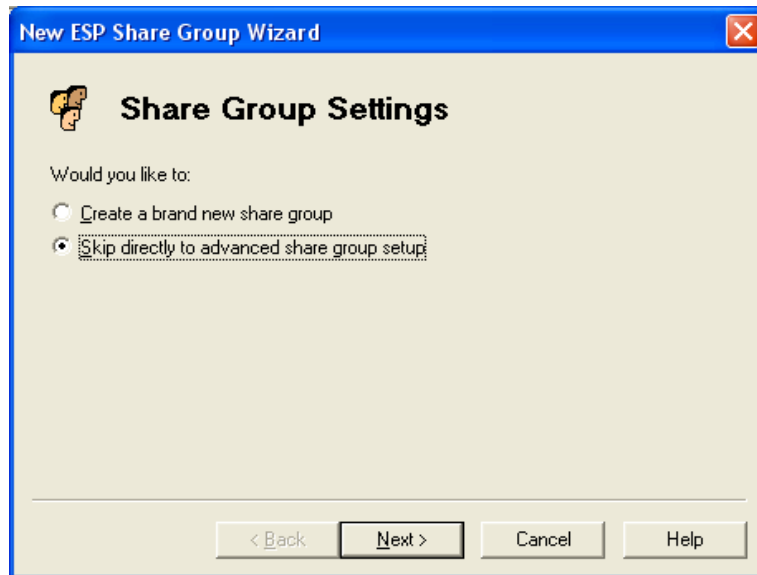 New ESP Share Group Wizard
Share Group Settings
Would you like to:
Create a brand new share group
Skip directly to advanced share group setup
< Back Next > Cancel Help